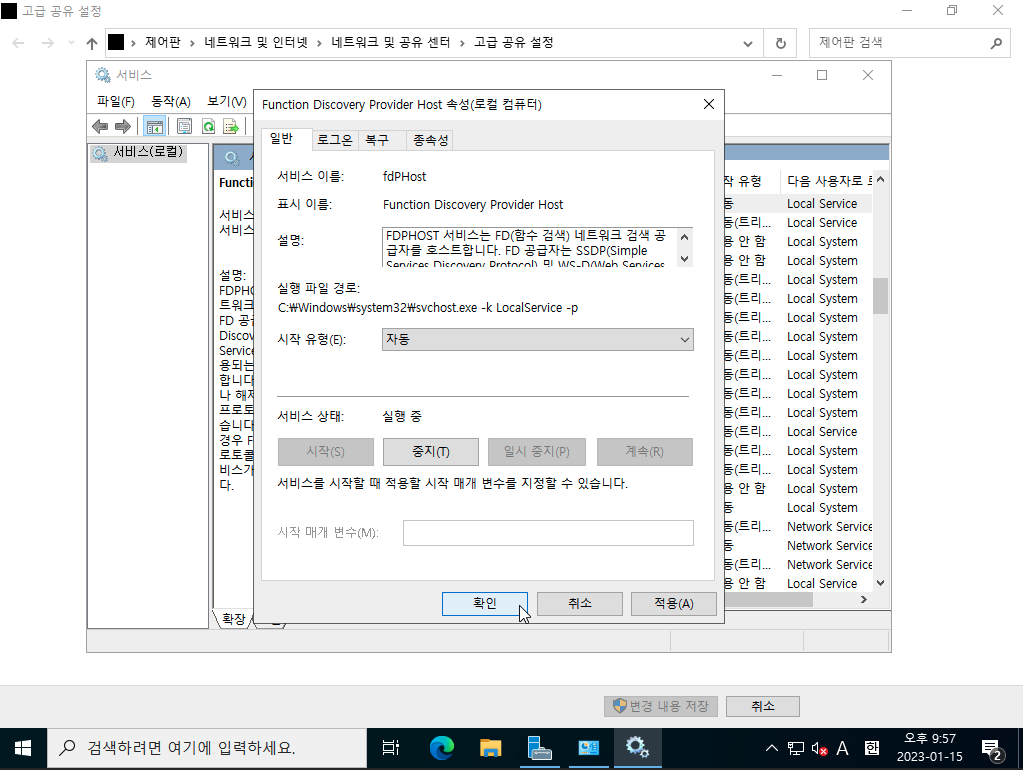 고급 공유 설정
제어판 › 네트워크 및 인터넷 › 네트워크 및 공유 센터 › 고급 공유 설정
제어판 검색
서비스
파일(F) 동작(A) 보기(V)
서비스(로컬)
Function Discovery Provider Host 속성(로컬 컴퓨터)
일반 로그온 복구 종속성
서비스 이름: fdPHost
표시 이름: Function Discovery Provider Host
설명: FDPHOST 서비스는 FD(함수 검색) 네트워크 검색 공
급자를 호스트합니다. FD 공급자는 SSDP(Simple
Services Discovery Protocol) 및 WS-D(Web Services
실행 파일 경로:
C:₩Windows₩system32₩svchost.exe -k LocalService -p
시작 유형(E): 자동
서비스 상태: 실행 중
시작(S) 중지(T) 일시 중지(P) 계속(R)
서비스를 시작할 때 적용할 시작 매개 변수를 지정할 수 있습니다.
시작 매개 변수(M):
확인 취소 적용(A)
Functi
서비스
서비스
설명:
FDPHO
트워크
FD 공급
Discov
Service
용되는
합니다
나 해제
프로토
습니다
경우 F
로토콜
비스가
다.
확장
작 유형 다음 사용자로
동 Local Service
동(트리... Local Service
용 안 함 Local System
용 안 함 Local System
동(트리... Local System
동(트리... Local System
동(트리... Local System
동(트리... Local System
동(트리... Local System
동(트리... Local System
동(트리... Local System
동(트리... Local System
동(트리... Local Service
동(트리... Local System
동(트리... Local System
용 안 함 Local System
동 Local System
동(트리... Network Service
동 Network Service
동(트리... Network Service
용 안 함 Local Service
변경 내용 저장 취소
검색하려면 여기에 입력하세요.
A 한
오후 9:57
2023-01-15
2